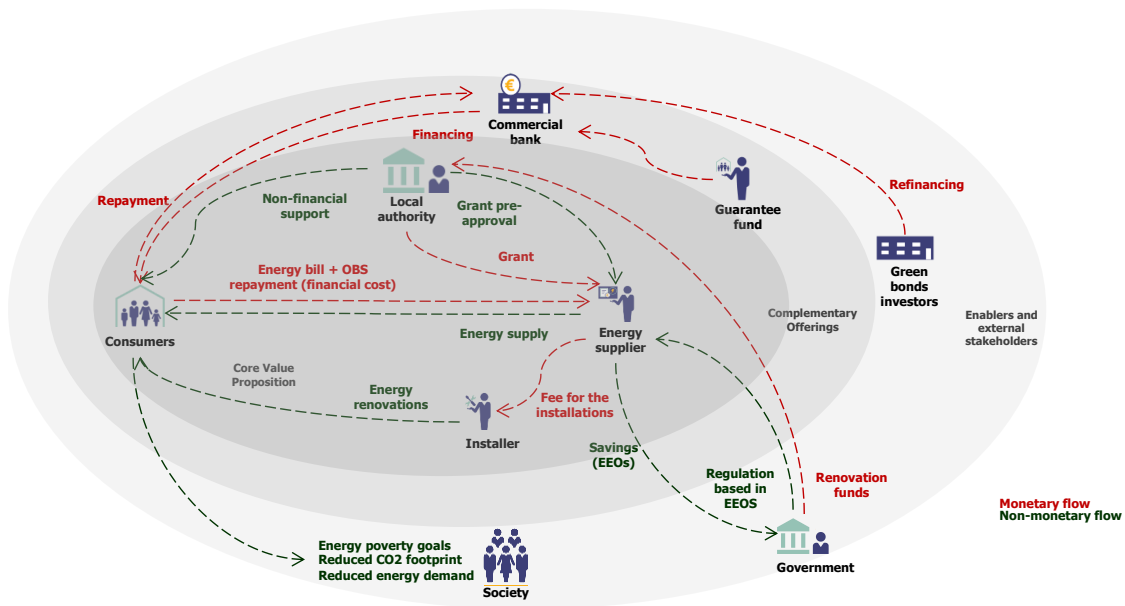 Commercial
bank
Financing
Repayment
Non-financial
support
Local
authority
Grant pre-
approval
Guarantee
fund
Refinancing
Green
bonds
investors
Grant
Energy bill + OBS
repayment (financial cost)
Consumers
Energy supply
Energy
supplier
Complementary
Offerings
Enablers and
external
stakeholders
Core Value
Proposition
Energy
renovations
Installer
Fee for the
installations
Savings
(EEOs)
Regulation
based in
EEOS
Renovation
funds
Monetary flow
Non-monetary flow
Energy poverty goals
Reduced CO2 footprint
Reduced energy demand
Society
Government
€